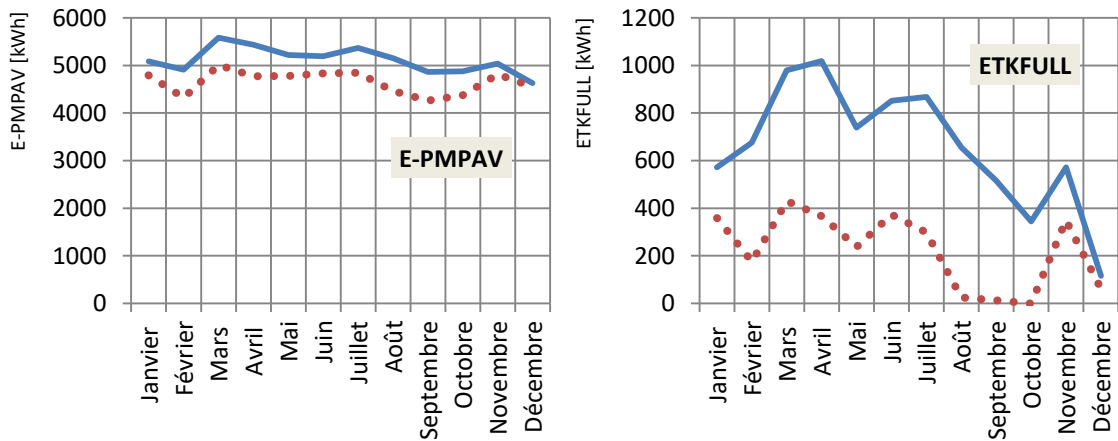 E-PMPAV [kWh]
6000
5000
4000
3000
2000
1000
0
E-PMPAV
Janvier
Février
Mars
Avril
Mai
Juin
Juillet
Août
Septembre
Octobre
Novembre
Décembre
ETKFULL [kWh]
1200
1000
800
600
400
200
0
ETKFULL
Janvier
Février
Mars
Avril
Mai
Juin
Juillet
Août
Septembre
Octobre
Novembre
Décembre